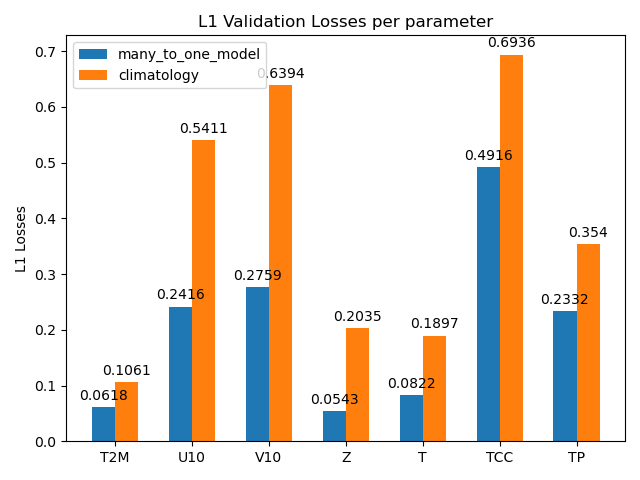 L1 Validation Losses per parameter
many_to_one_model
climatology
L1 Losses
0.7
0.6
0.5
0.4
0.3
0.2
0.1
0.0
0.0618
0.1061
0.2416
0.5411
0.2759
0.6394
0.0543
0.2035
0.0822
0.1897
0.4916
0.6936
0.2332
0.354
T2M
U10
V10
Z
T
TCC
TP